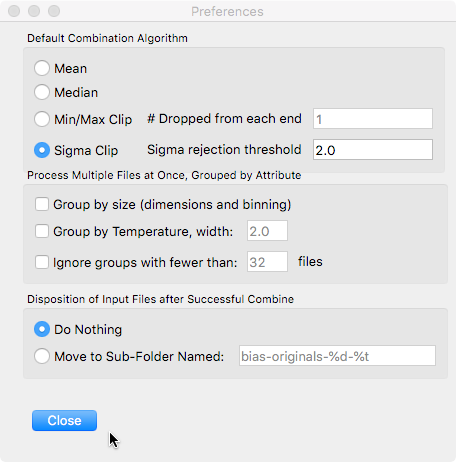 Preferences
Default Combination Algorithm
Mean
Median
Min/Max Clip # Dropped from each end 1
Sigma Clip Sigma rejection threshold 2.0
Process Multiple Files at Once, Grouped by Attribute
Group by size (dimensions and binning)
Group by Temperature, width: 2.0
Ignore groups with fewer than: 32 files
Disposition of Input Files after Successful Combine
Do Nothing
Move to Sub-Folder Named: bias-originals-%d-%t
Close